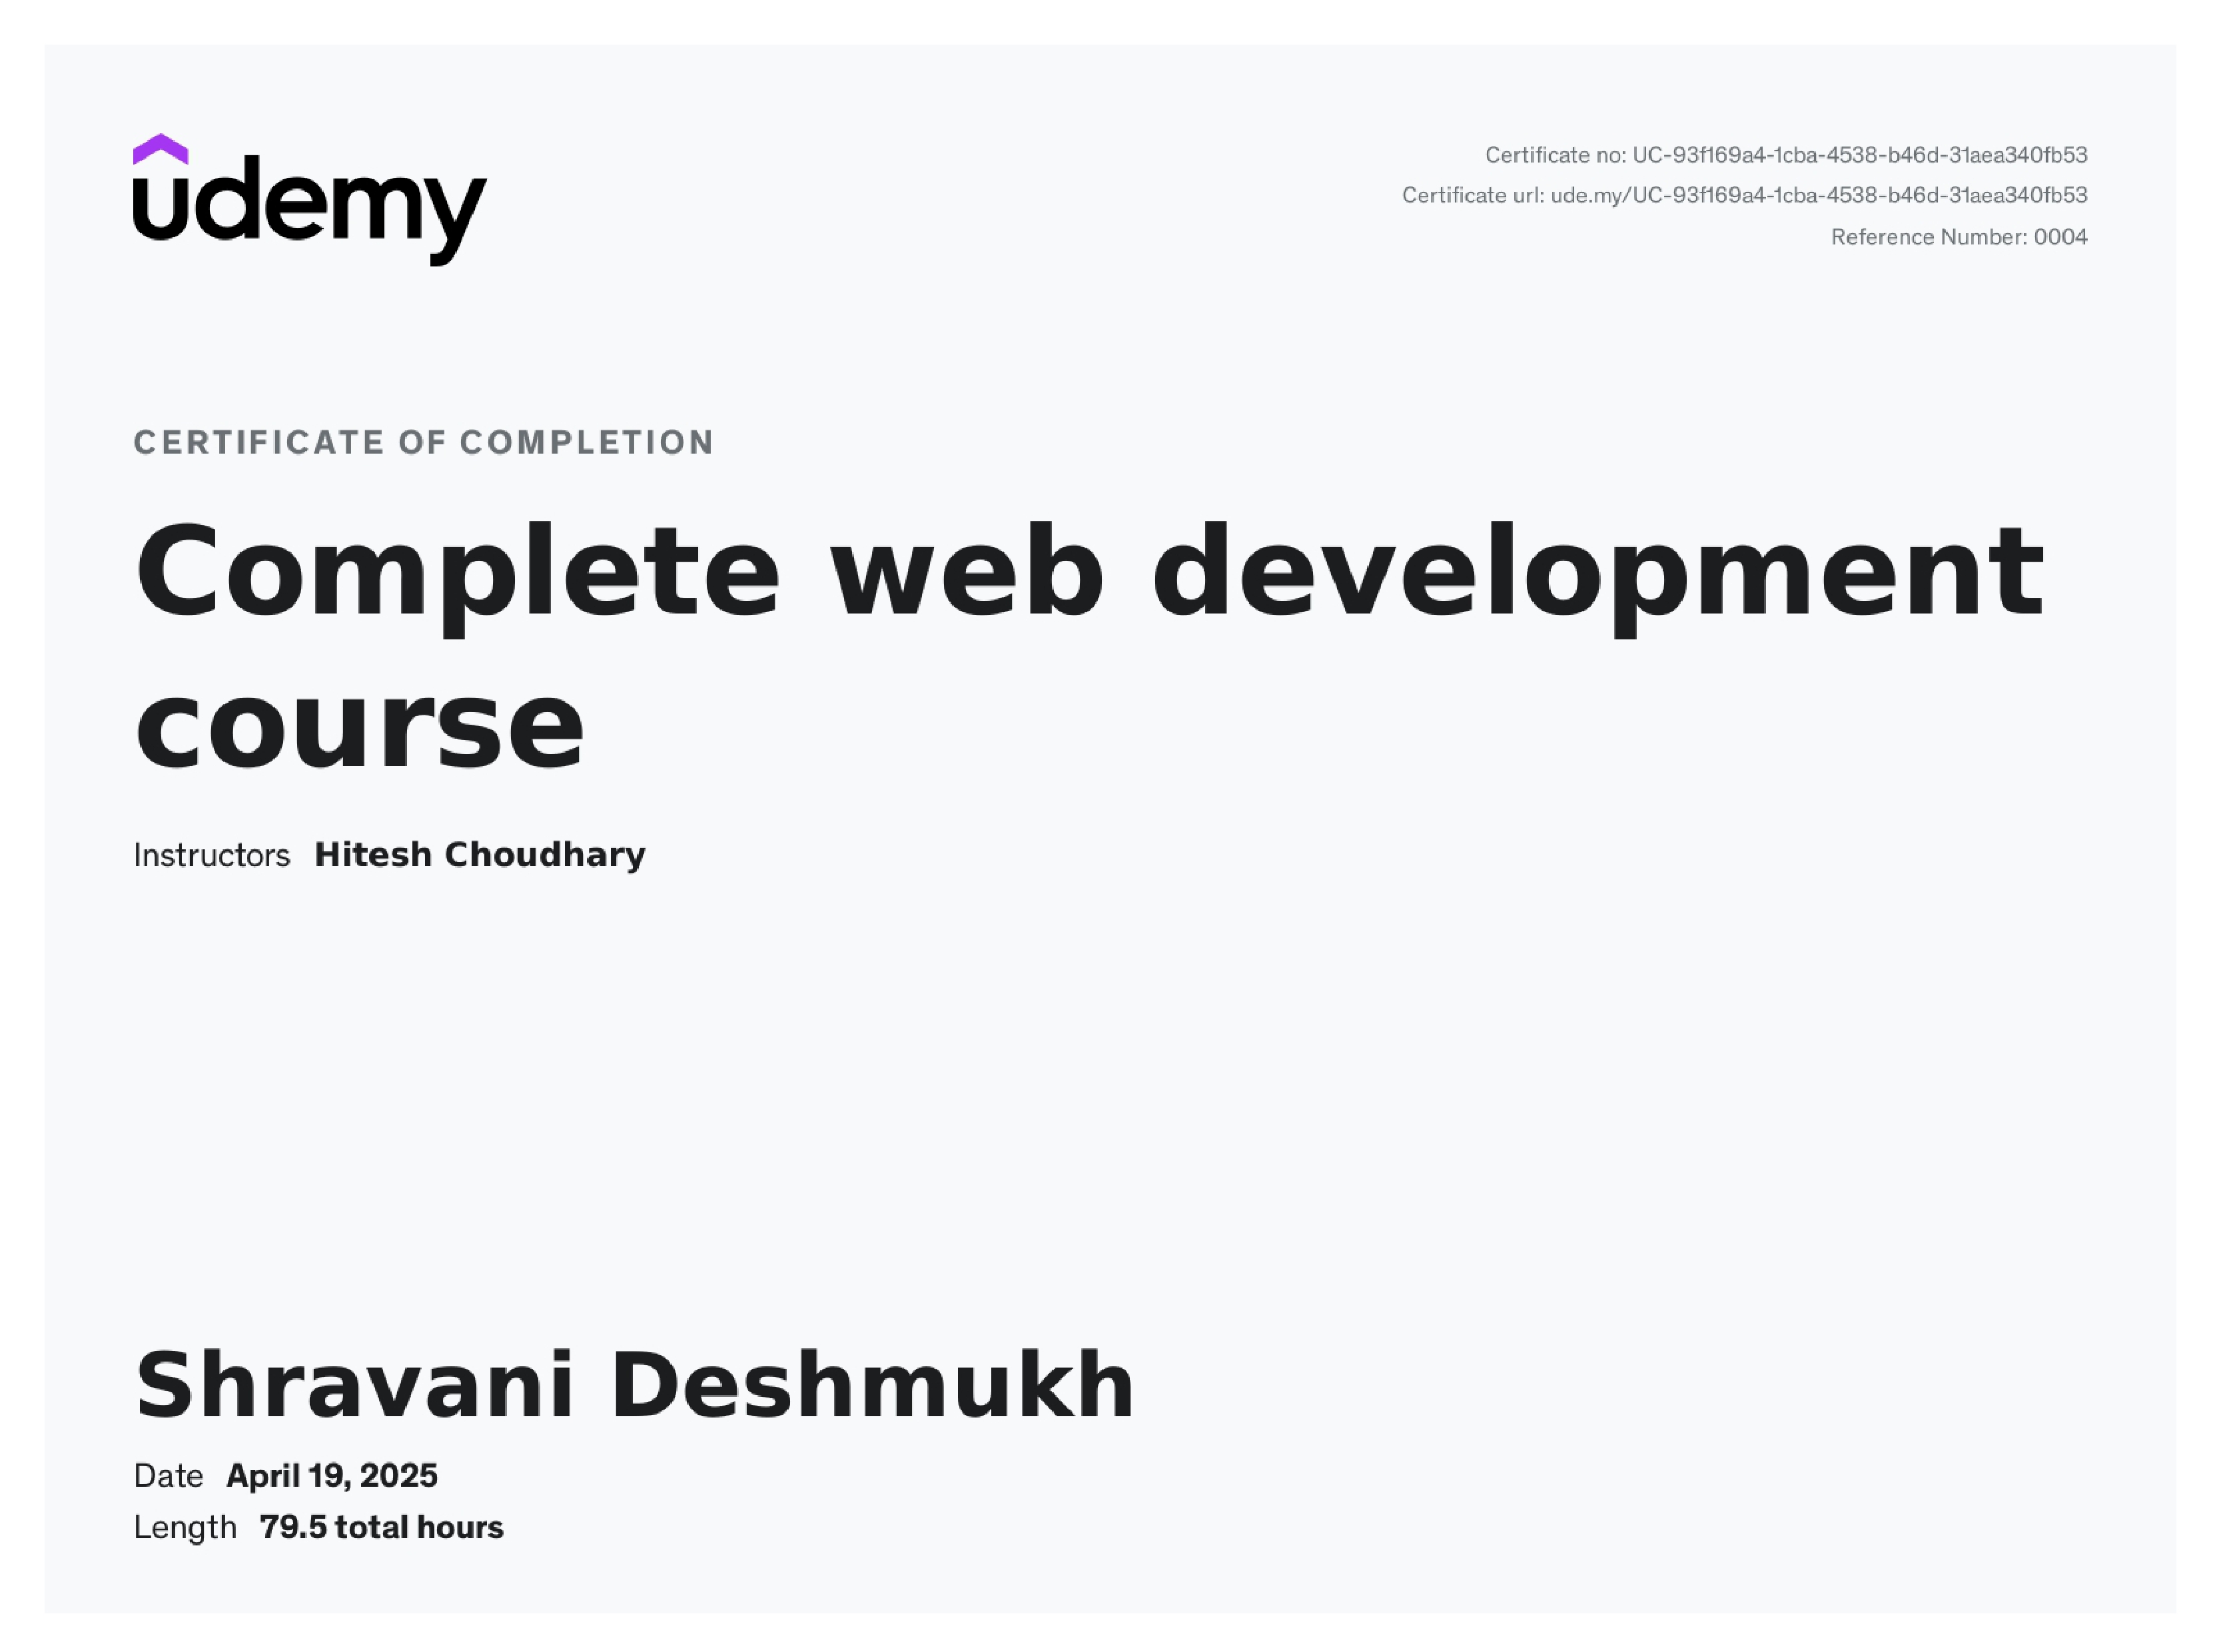 udemy
Certificate no: UC-93f169a4-1cba-4538-b46d-31aea340fb53
Certificate url: ude.my/UC-93f169a4-1cba-4538-b46d-31aea340fb53
Reference Number: 0004
CERTIFICATE OF COMPLETION
Complete web development
course
Instructors Hitesh Choudhary
Shravani Deshmukh
Date April 19, 2025
Length 79.5 total hours